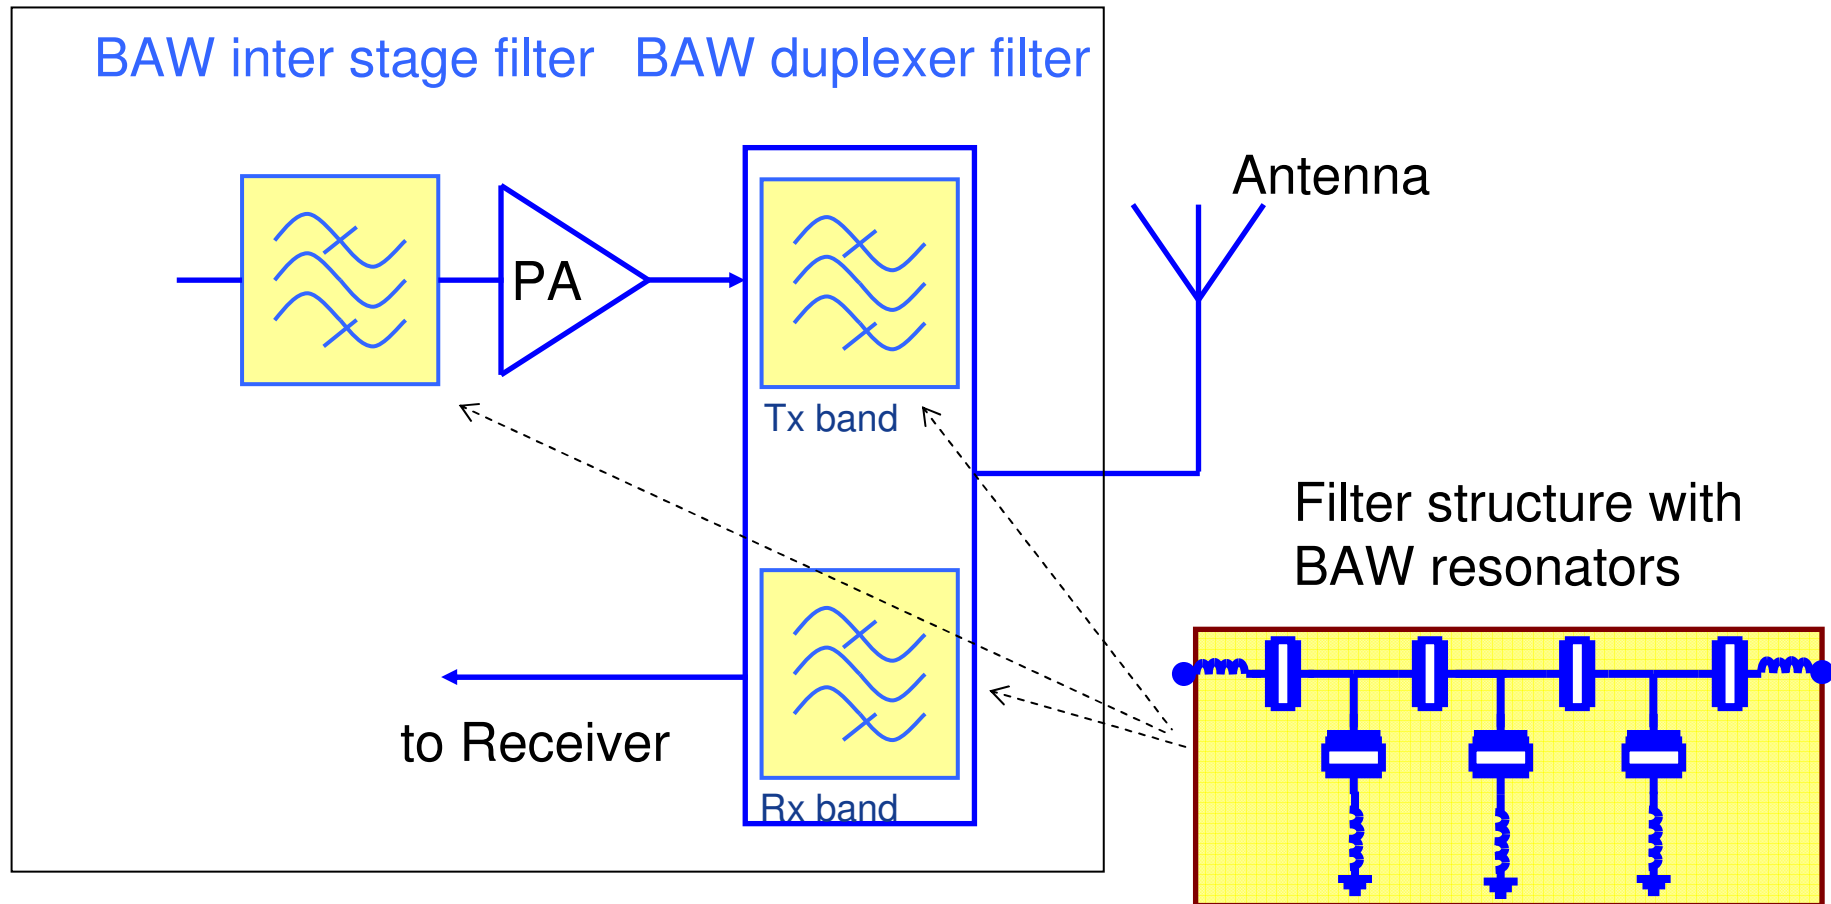 BAW inter stage filter
BAW duplexer filter
Antenna
PA
Tx band
Filter structure with
BAW resonators
to Receiver
Rx band